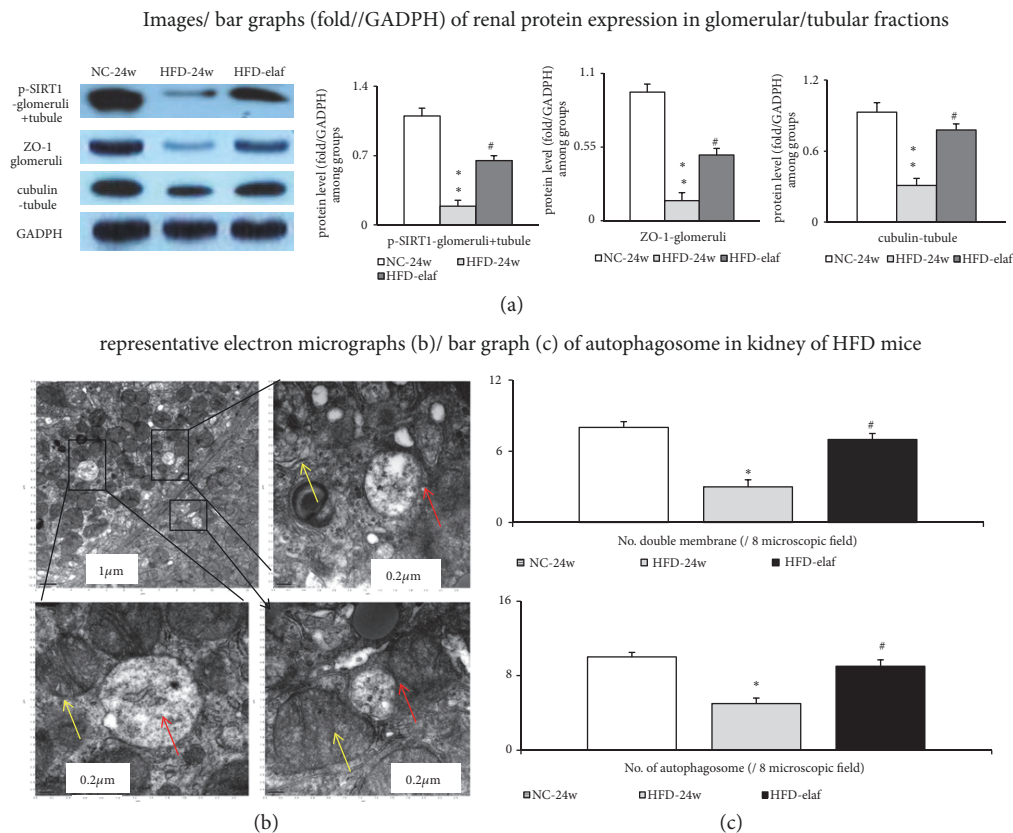 Images/ bar graphs (fold//GADPH) of renal protein expression in glomerular/tubular fractions
NC-24w HFD-24w HFD-elaf
p-SIRT1
-glomeruli
+tubule
ZO-1
glomeruli
cubulin
-tubule
GADPH
protein level (fold/GADPH)
among groups
1.4
0.7
0
*
*
#
p-SIRT1-glomeruli+tubule
NC-24w HFD-24w
HFD-elaf
protein level (fold/GADPH)
among groups
1.1
0.55
0
*
*
#
ZO-1-glomeruli
NC-24w HFD-24w HFD-elaf
protein level (fold/GADPH)
among groups
1.2
0.6
0
*
*
#
cubulin-tubule
NC-24w HFD-24w HFD-elaf
(a)
representative electron micrographs (b)/ bar graph (c) of autophagosome in kidney of HFD mice
1μm
0.2μm
0.2μm
0.2μm
(b)
12
6
0
*
#
No. double membrane (/ 8 microscopic field)
NC-24w HFD-24w HFD-elaf
16
8
0
*
#
No. of autophagosome (/ 8 microscopic field)
NC-24w HFD-24w HFD-elaf
(c)